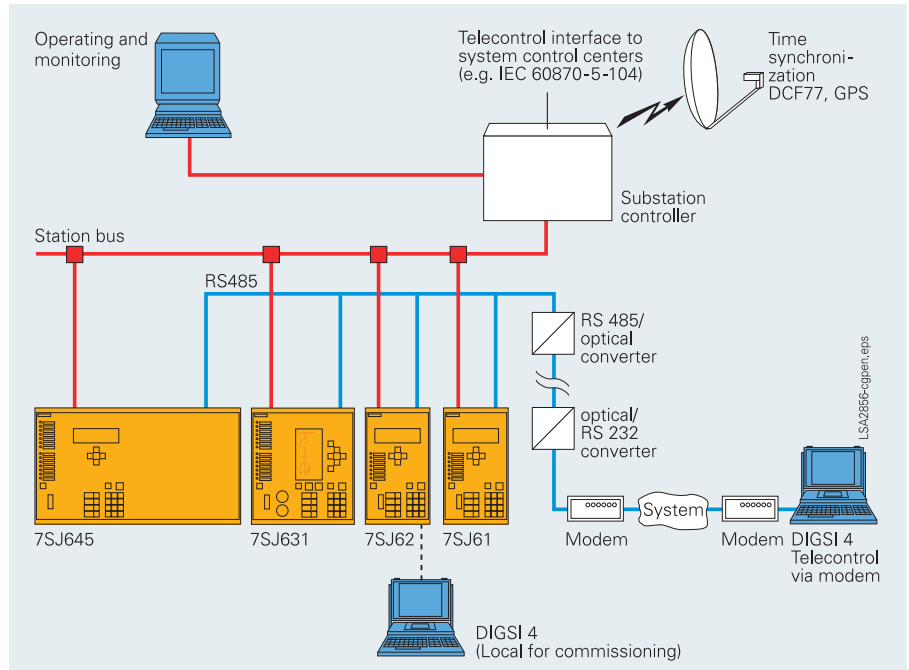 Operating and
monitoring
Telecontrol interface to
system control centers
(e.g. IEC 60870-5-104)
Time
synchroni-
zation
DCF77, GPS
Substation
controller
Station bus
RS485
RS 485/
optical
converter
optical/
RS 232
converter
LSA2856-cgpen.eps
7SJ645
7SJ631
7SJ62
7SJ61
Modem
System
Modem
DIGSI 4
Telecontrol
via modem
DIGSI 4
(Local for commissioning)